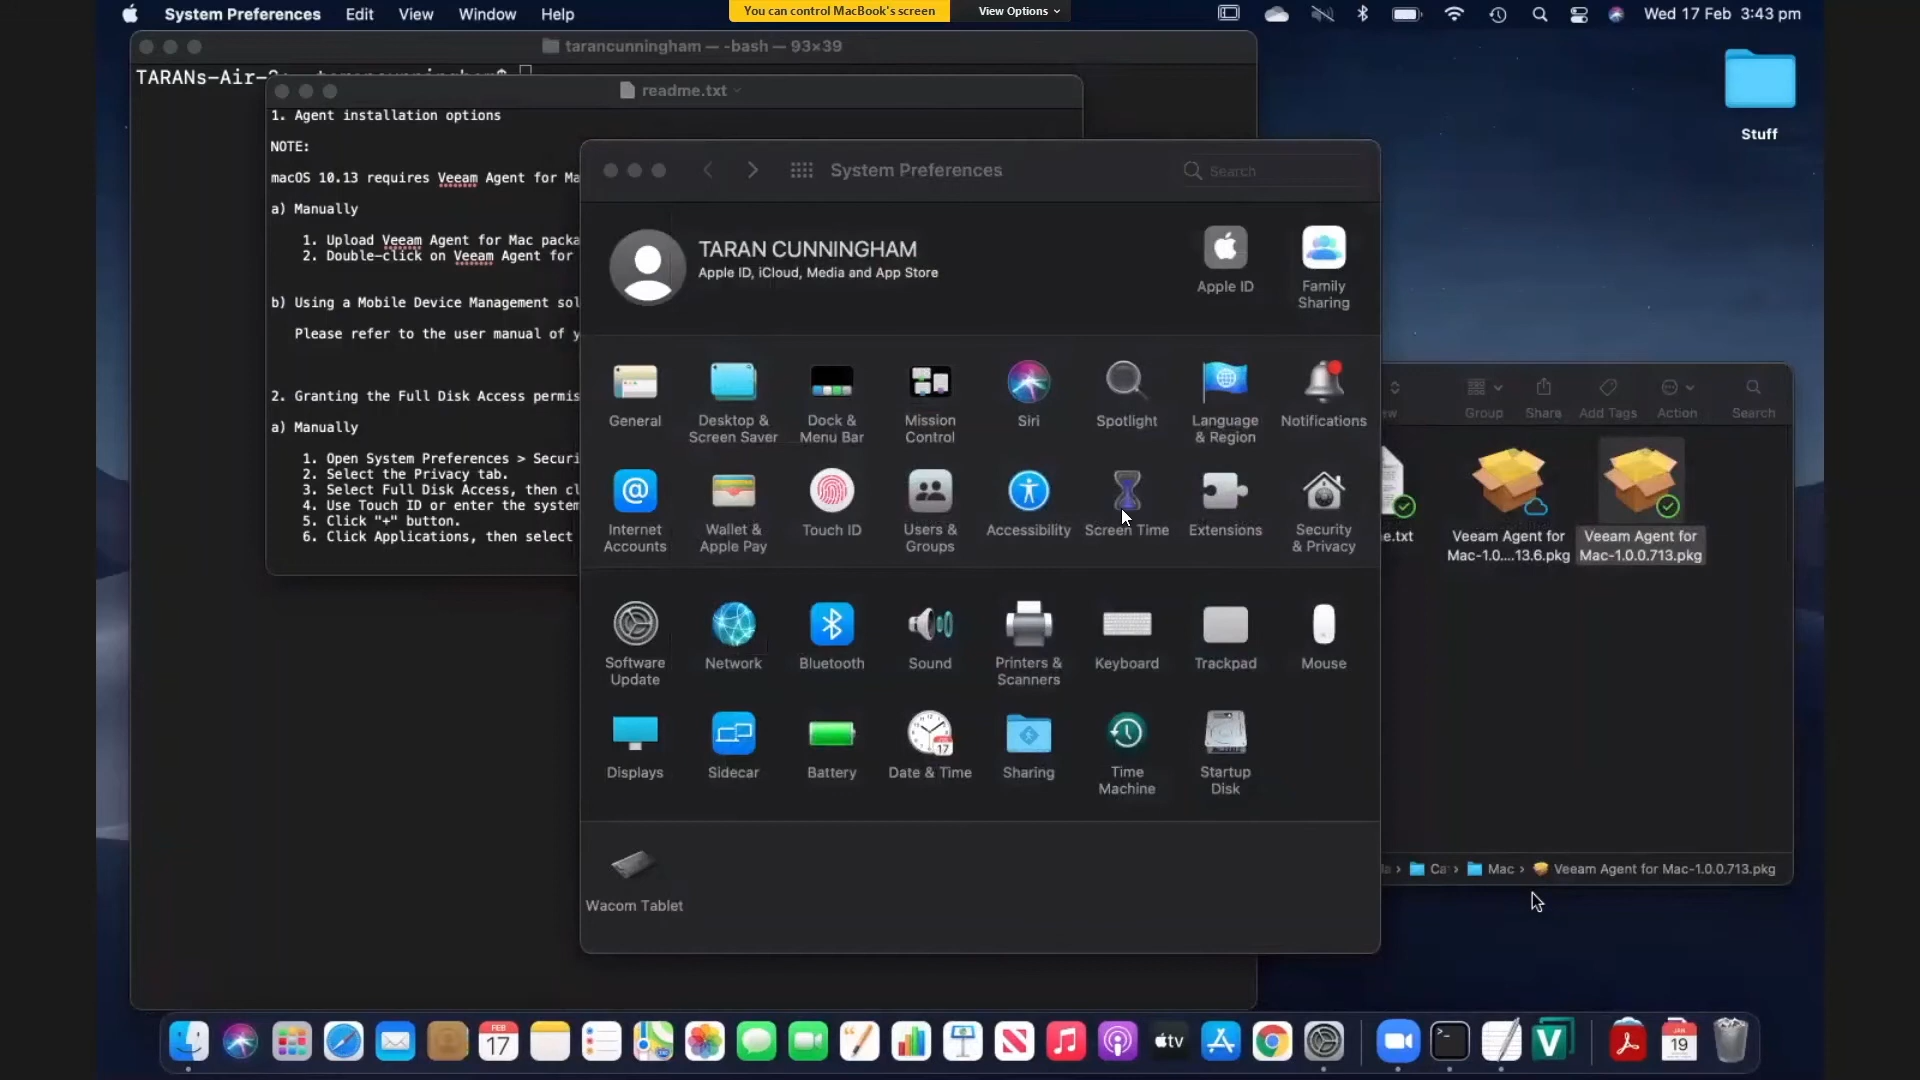 System Preferences Edit View Window Help
You can control MacBook's screen View Options
Wed 17 Feb 3:43 pm
tarancunningham — -bash — 93×39
TARANs-Air-
readme.txt
1. Agent installation options
NOTE:
macOS 10.13 requires Veeam Agent for Ma
a) Manually
1. Upload Veeam Agent for Mac packa
2. Double-click on Veeam Agent for
b) Using a Mobile Device Management sol
Please refer to the user manual of y
2. Granting the Full Disk Access permis
a) Manually
1. Open System Preferences > Securi
2. Select the Privacy tab.
3. Select Full Disk Access, then cl
4. Use Touch ID or enter the system
5. Click "+" button.
6. Click Applications, then select
System Preferences
Search
TARAN CUNNINGHAM
Apple ID, iCloud, Media and App Store
Apple ID
Family
Sharing
General
Desktop &
Screen Saver
Dock &
Menu Bar
Mission
Control
Siri
Spotlight
Language
& Region
Notifications
Internet
Accounts
Wallet &
Apple Pay
Touch ID
Users &
Groups
Accessibility
Screen Time
Extensions
Security
& Privacy
Software
Update
Network
Bluetooth
Sound
Printers &
Scanners
Keyboard
Trackpad
Mouse
Displays
Sidecar
Battery
Date & Time
Sharing
Time
Machine
Startup
Disk
Wacom Tablet
Stuff
ew Group Share Add Tags Action Search
e.txt
Veeam Agent for
Mac-1.0....13.6.pkg
Veeam Agent for
Mac-1.0.0.713.pkg
Ca › Mac › Veeam Agent for Mac-1.0.0.713.pkg
FEB
17
tv
JAN
19